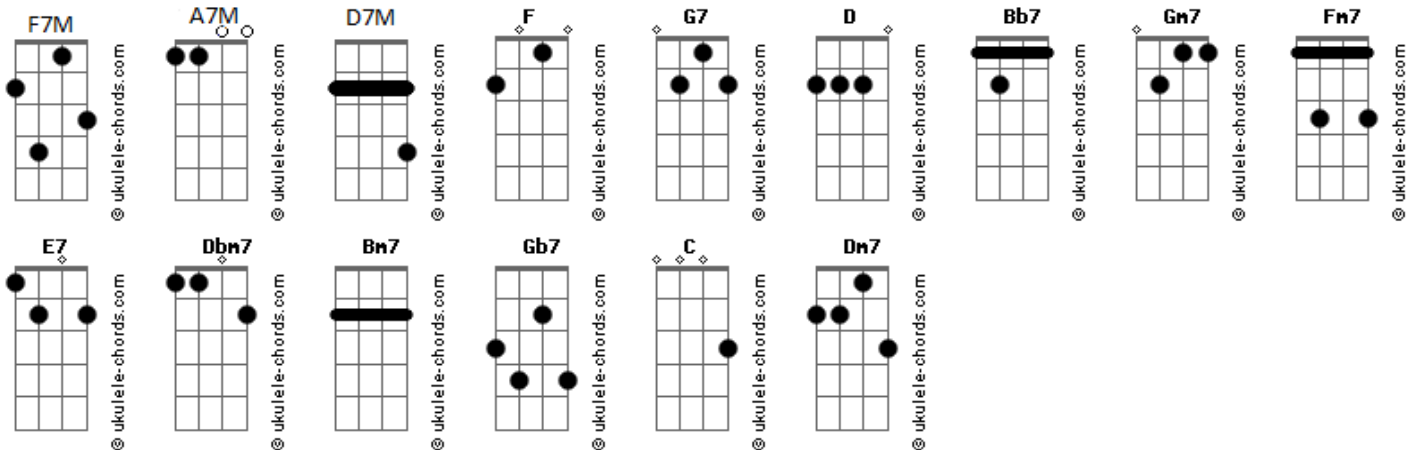 F7M A7M D7M F G7 D Bb7 Gm7 Fm7
© ukulele-chords.com © ukulele-chords.com © ukulele-chords.com © ukulele-chords.com © ukulele-chords.com © ukulele-chords.com © ukulele-chords.com © ukulele-chords.com © ukulele-chords.com
E7 Dbm7 Bm7 Gb7 C Dm7
© ukulele-chords.com © ukulele-chords.com © ukulele-chords.com © ukulele-chords.com © ukulele-chords.com © ukulele-chords.com